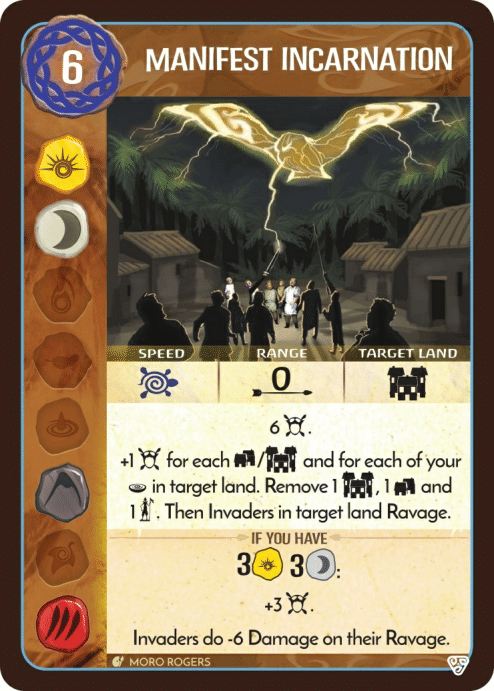 6
MANIFEST INCARNATION
SPEED RANGE TARGET LAND
0
6 .
+1 for each / and for each of your
in target land. Remove 1 , 1 and
1 . Then Invaders in target land Ravage.
IF YOU HAVE
3 3 :
+3 .
Invaders do -6 Damage on their Ravage.
MORO ROGERS